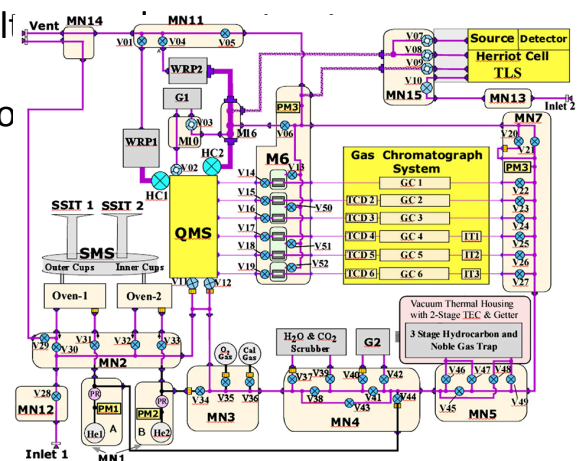 Vent
MN14
MN11
V01
V04
V05
WRP2
G1
V03
MI0
MI6
WRP1
HC2
HC1
V02
PM3
V06
M6
V07
V08
V09
V10
MN15
Source
Detector
Herriot Cell
TLS
MN13
Inlet 2
MN7
V20
V21
PM3
V22
V23
V24
V25
V26
V27
Gas Chromatograph
System
GC 1
TCD 2
GC 2
TCD 3
GC 3
TCD 4
GC 4
IT1
TCD 5
GC 5
IT2
TCD 6
GC 6
IT3
V13
V14
V15
V16
V17
V18
V19
V50
V51
V52
QMS
V12
SSIT 1
SSIT 2
SMS
Outer Cups
Inner Cups
Oven-1
Oven-2
V29
V30
V31
V32
V33
MN2
V28
MN12
Inlet 1
PR
PM1
A
He1
PR
PM2
B
He2
MN1
V34
O2 Gas
Cal Gas
V35
V36
MN3
H2O & CO2
Scrubber
G2
V37
V39
V40
V42
V38
V41
V43
V44
MN4
Vacuum Thermal Housing
with 2-Stage TEC & Getter
3 Stage Hydrocarbon and
Noble Gas Trap
V46
V47
V48
V45
V49
MN5